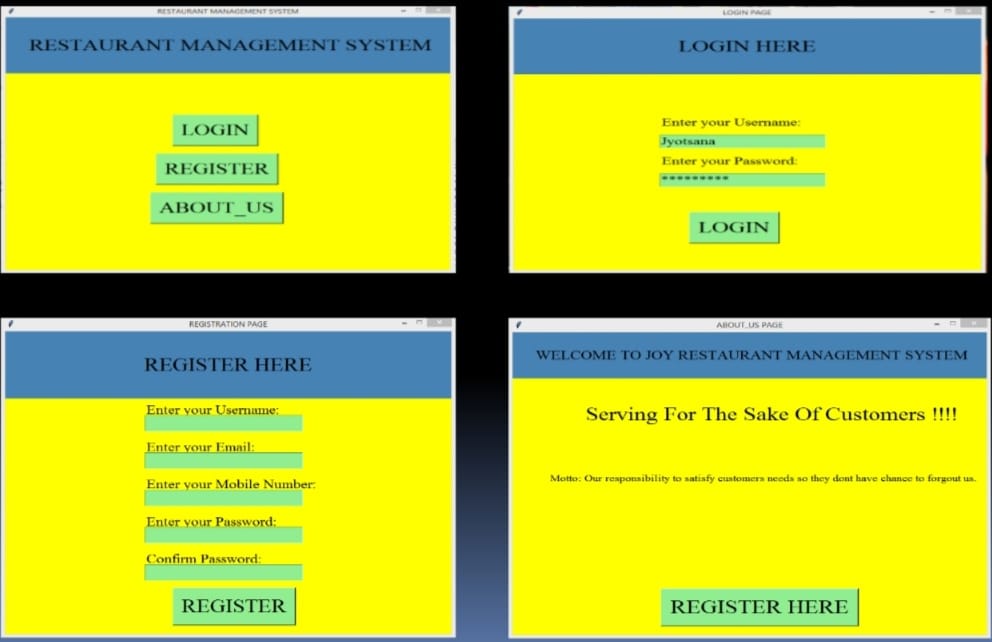 RESTAURANT MANAGEMENT SYSTEM
RESTAURANT MANAGEMENT SYSTEM
LOGIN
REGISTER
ABOUT_US
LOGIN PAGE
LOGIN HERE
Enter your Username:
Jyotsana
Enter your Password:
*********
LOGIN
REGISTRATION PAGE
REGISTER HERE
Enter your Username:
Enter your Email:
Enter your Mobile Number:
Enter your Password:
Confirm Password:
REGISTER
ABOUT_US PAGE
WELCOME TO JOY RESTAURANT MANAGEMENT SYSTEM
Serving For The Sake Of Customers !!!!
Motto: Our responsibility to satisfy customers needs so they dont have chance to forgout us.
REGISTER HERE